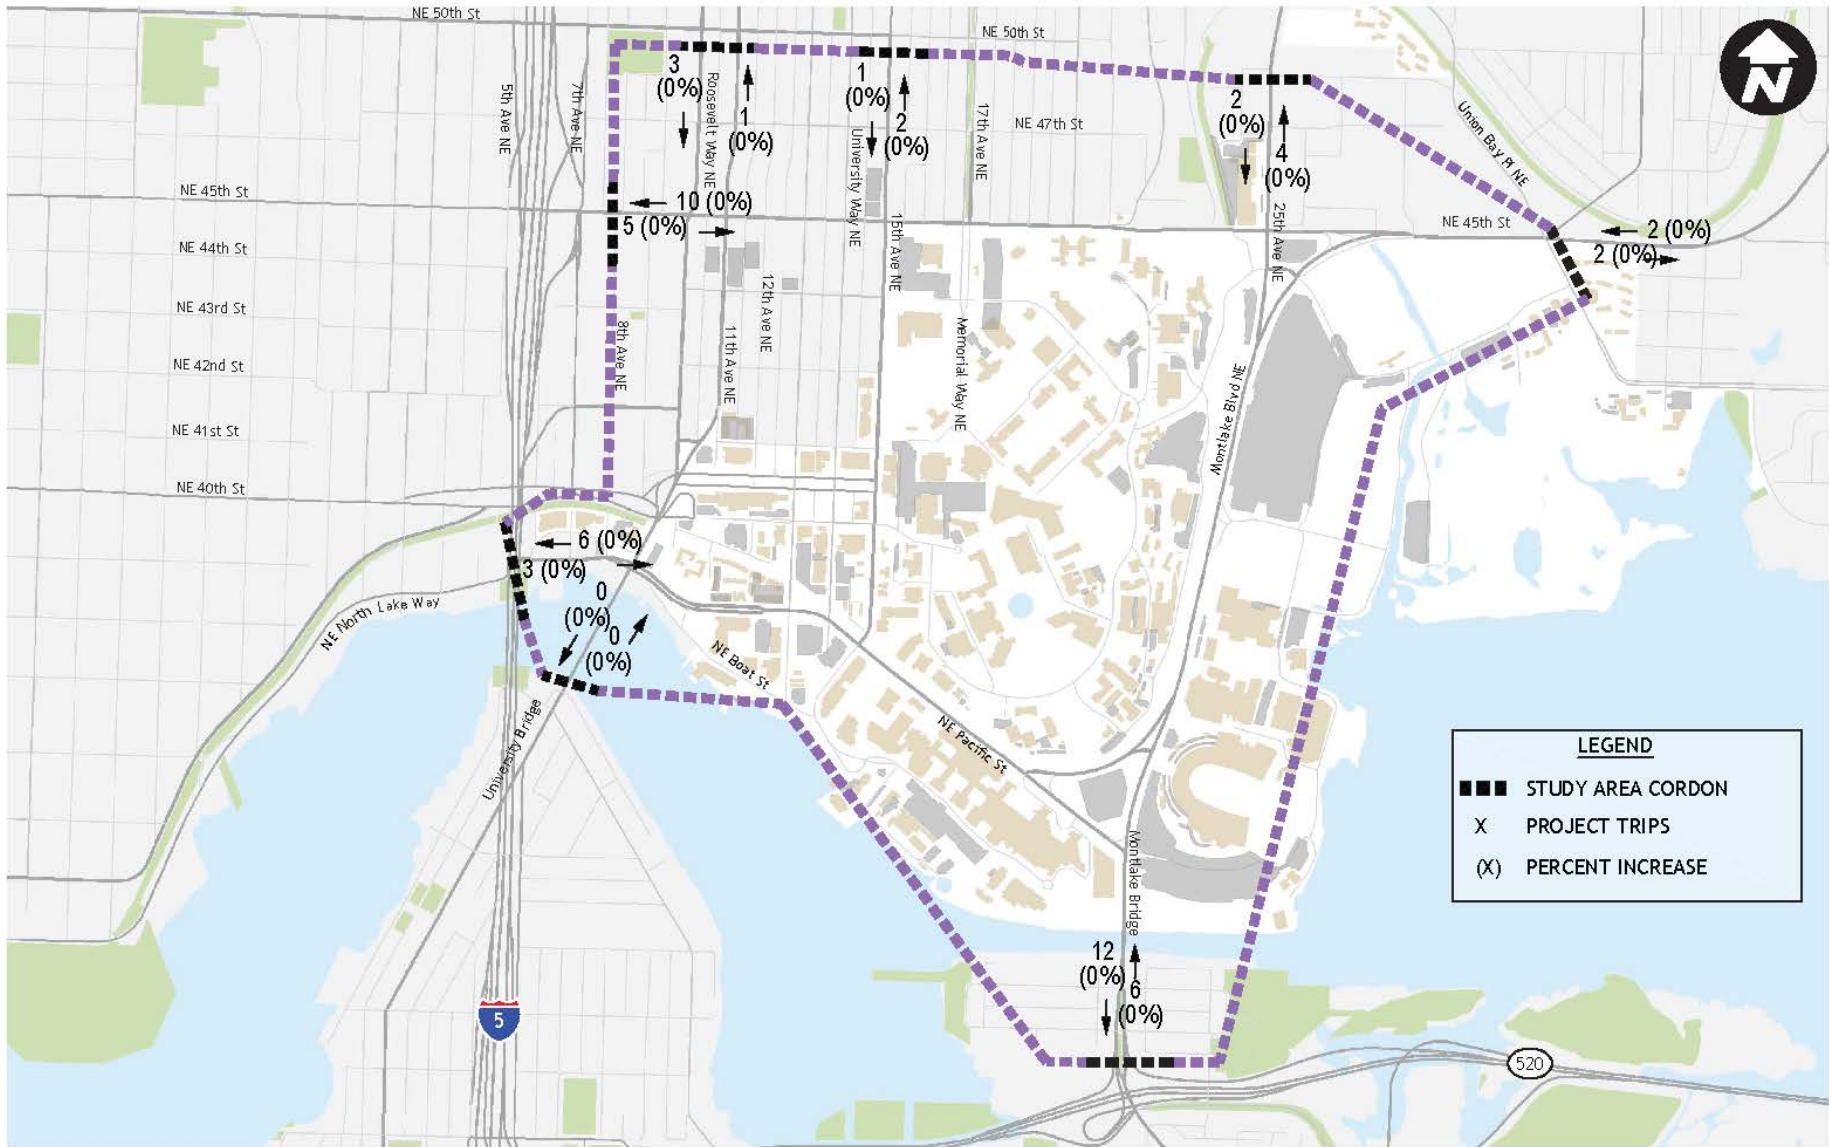 NE 50th St
NE 50th St
N
3
(0%)
1
(0%)
1
(0%)
2
(0%)
2
(0%)
4
(0%)
5th Ave NE
7th Ave NE
Roosevelt Way NE
University Way NE
17th Ave NE
NE 47th St
Union Bay Pl NE
NE 45th St
10 (0%)
5 (0%)
15th Ave NE
25th Ave NE
NE 45th St
2 (0%)
2 (0%)
NE 44th St
12th Ave NE
NE 43rd St
8th Ave NE
11th Ave NE
Memorial Way NE
NE 42nd St
Montlake Blvd NE
NE 41st St
NE 40th St
6 (0%)
3 (0%)
0
(0%)
0
(0%)
NE North Lake Way
NE Boat St
University Bridge
NE Pacific St
LEGEND
STUDY AREA CORDON
X PROJECT TRIPS
(X) PERCENT INCREASE
Montlake Bridge
12
(0%)
6
(0%)
5
520